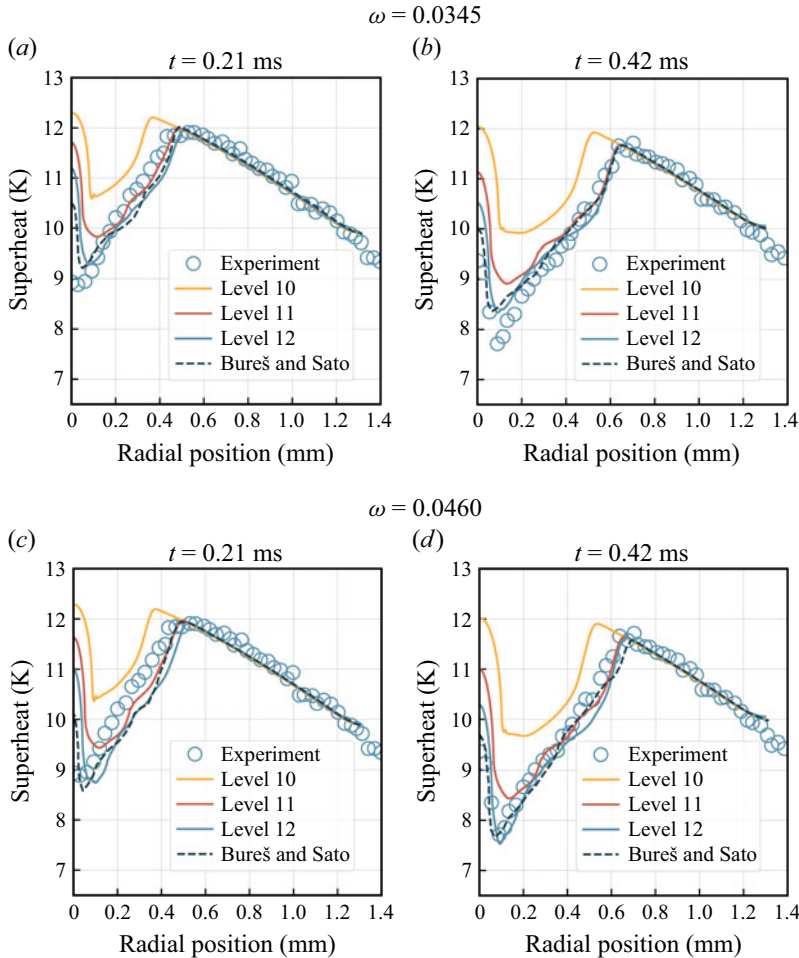 ω = 0.0345
(a) (b)
t = 0.21 ms t = 0.42 ms
13 13
12 12
11 11
10 10
9 9
8 8
7 7
Superheat (K) Superheat (K)
Experiment Experiment
Level 10 Level 10
Level 11 Level 11
Level 12 Level 12
Bureš and Sato Bureš and Sato
0 0.2 0.4 0.6 0.8 1.0 1.2 1.4 0 0.2 0.4 0.6 0.8 1.0 1.2 1.4
Radial position (mm) Radial position (mm)
ω = 0.0460
(c) (d)
t = 0.21 ms t = 0.42 ms
13 13
12 12
11 11
10 10
9 9
8 8
7 7
Superheat (K) Superheat (K)
Experiment Experiment
Level 10 Level 10
Level 11 Level 11
Level 12 Level 12
Bureš and Sato Bureš and Sato
0 0.2 0.4 0.6 0.8 1.0 1.2 1.4 0 0.2 0.4 0.6 0.8 1.0 1.2 1.4
Radial position (mm) Radial position (mm)